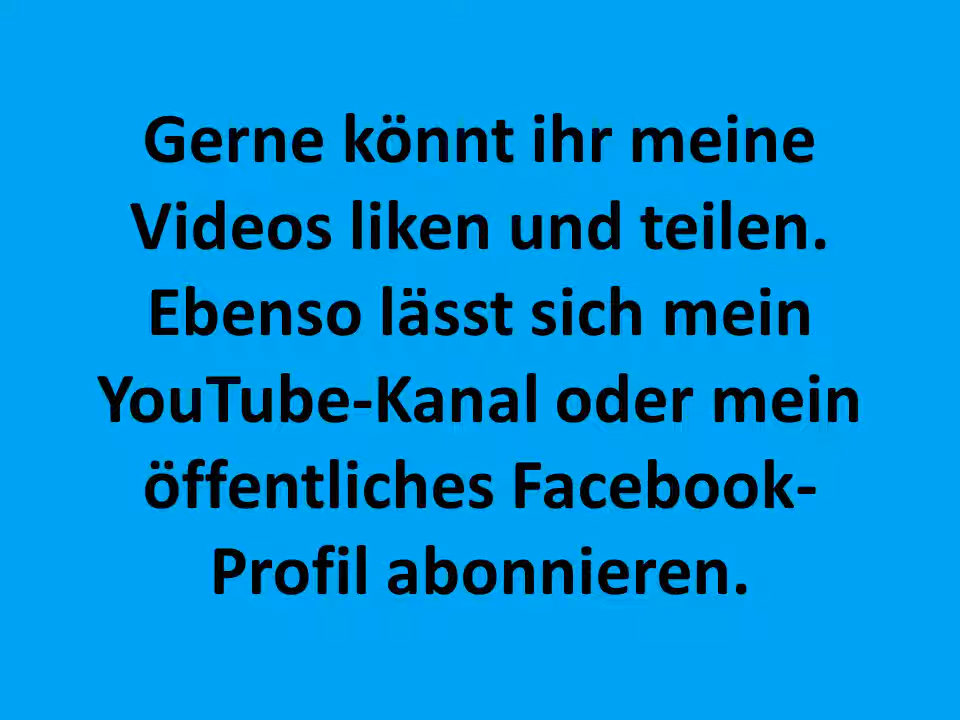 Gerne könnt ihr meine
Videos liken und teilen.
Ebenso lässt sich mein
YouTube-Kanal oder mein
öffentliches Facebook-
Profil abonnieren.